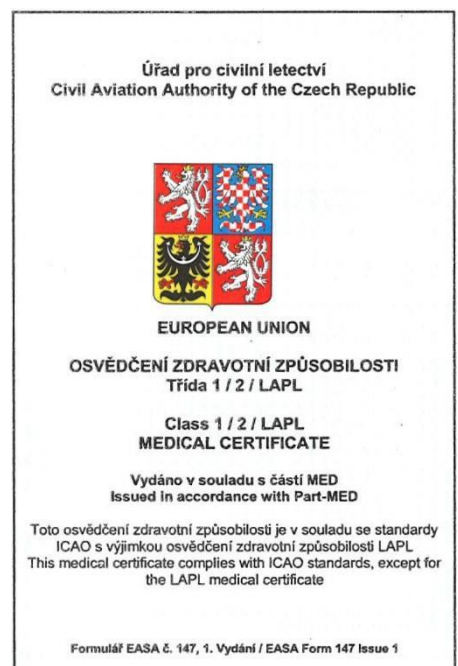 Úřad pro civilní letectví
Civil Aviation Authority of the Czech Republic
EUROPEAN UNION
OSVĚDČENÍ ZDRAVOTNÍ ZPŮSOBILOSTI
Třída 1 / 2 / LAPL
Class 1 / 2 / LAPL
MEDICAL CERTIFICATE
Vydáno v souladu s částí MED
Issued in accordance with Part-MED
Toto osvědčení zdravotní způsobilosti je v souladu se standardy
ICAO s výjimkou osvědčení zdravotní způsobilosti LAPL
This medical certificate complies with ICAO standards, except for
the LAPL medical certificate
Formulář EASA č. 147, 1. Vydání / EASA Form 147 Issue 1